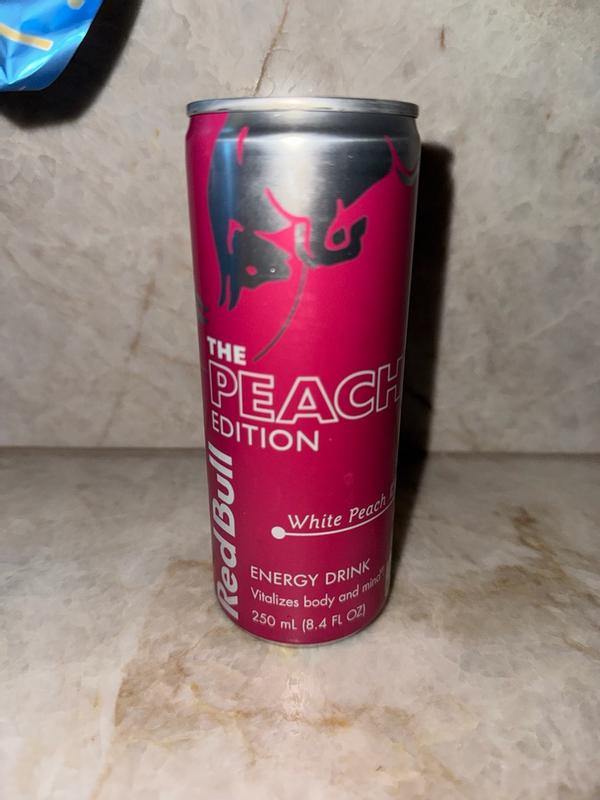 THE
PEACH
EDITION
Red Bull
White Peach
ENERGY DRINK
Vitalizes body and mind
250 mL (8.4 FL OZ)